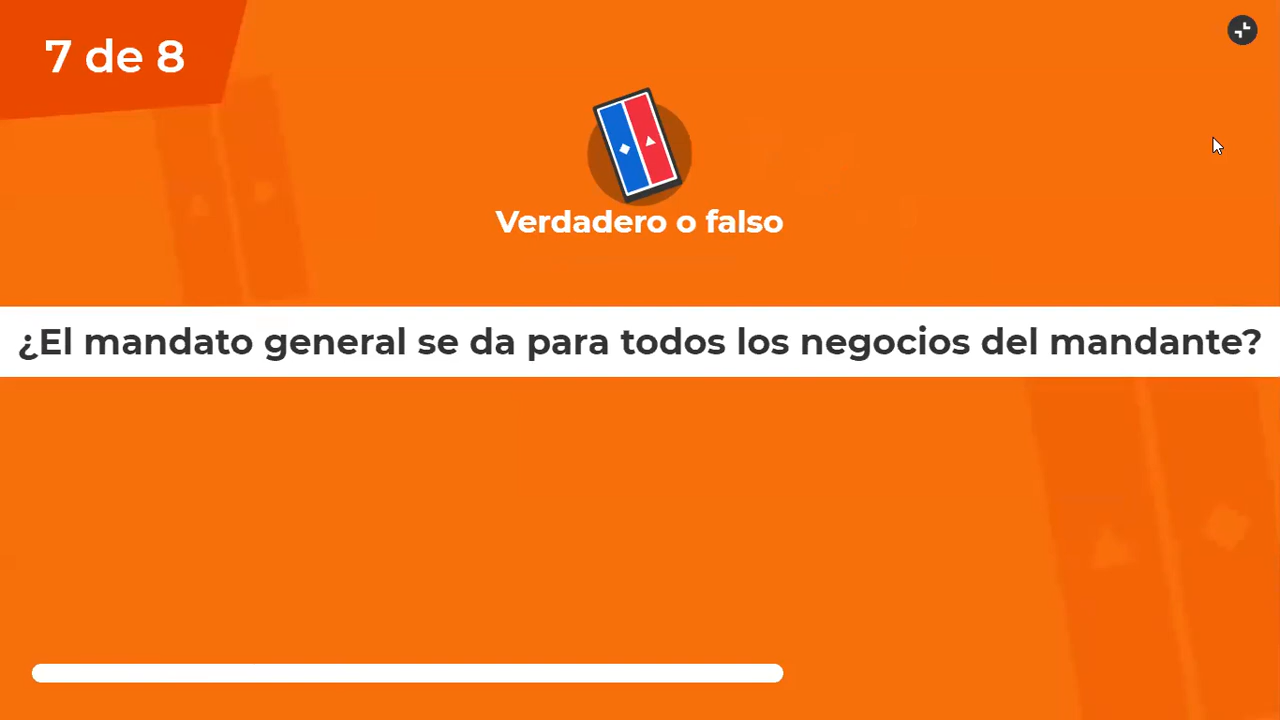 7 de 8
Verdadero o falso
¿El mandato general se da para todos los negocios del mandante?